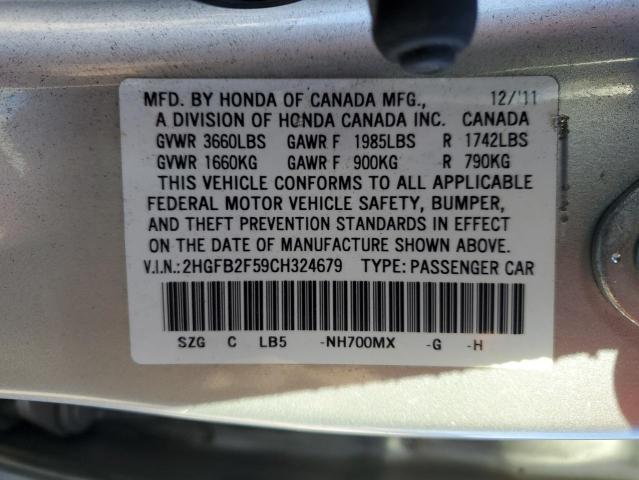 MFD. BY HONDA OF CANADA MFG., 12/'11
A DIVISION OF HONDA CANADA INC. CANADA
GVWR 3660LBS GAWR F 1985LBS R 1742LBS
GVWR 1660KG GAWR F 900KG R 790KG
THIS VEHICLE CONFORMS TO ALL APPLICABLE
FEDERAL MOTOR VEHICLE SAFETY, BUMPER,
AND THEFT PREVENTION STANDARDS IN EFFECT
ON THE DATE OF MANUFACTURE SHOWN ABOVE.
V.I.N.:2HGFB2F59CH324679 TYPE: PASSENGER CAR
SZG C LB5 -NH700MX -G -H